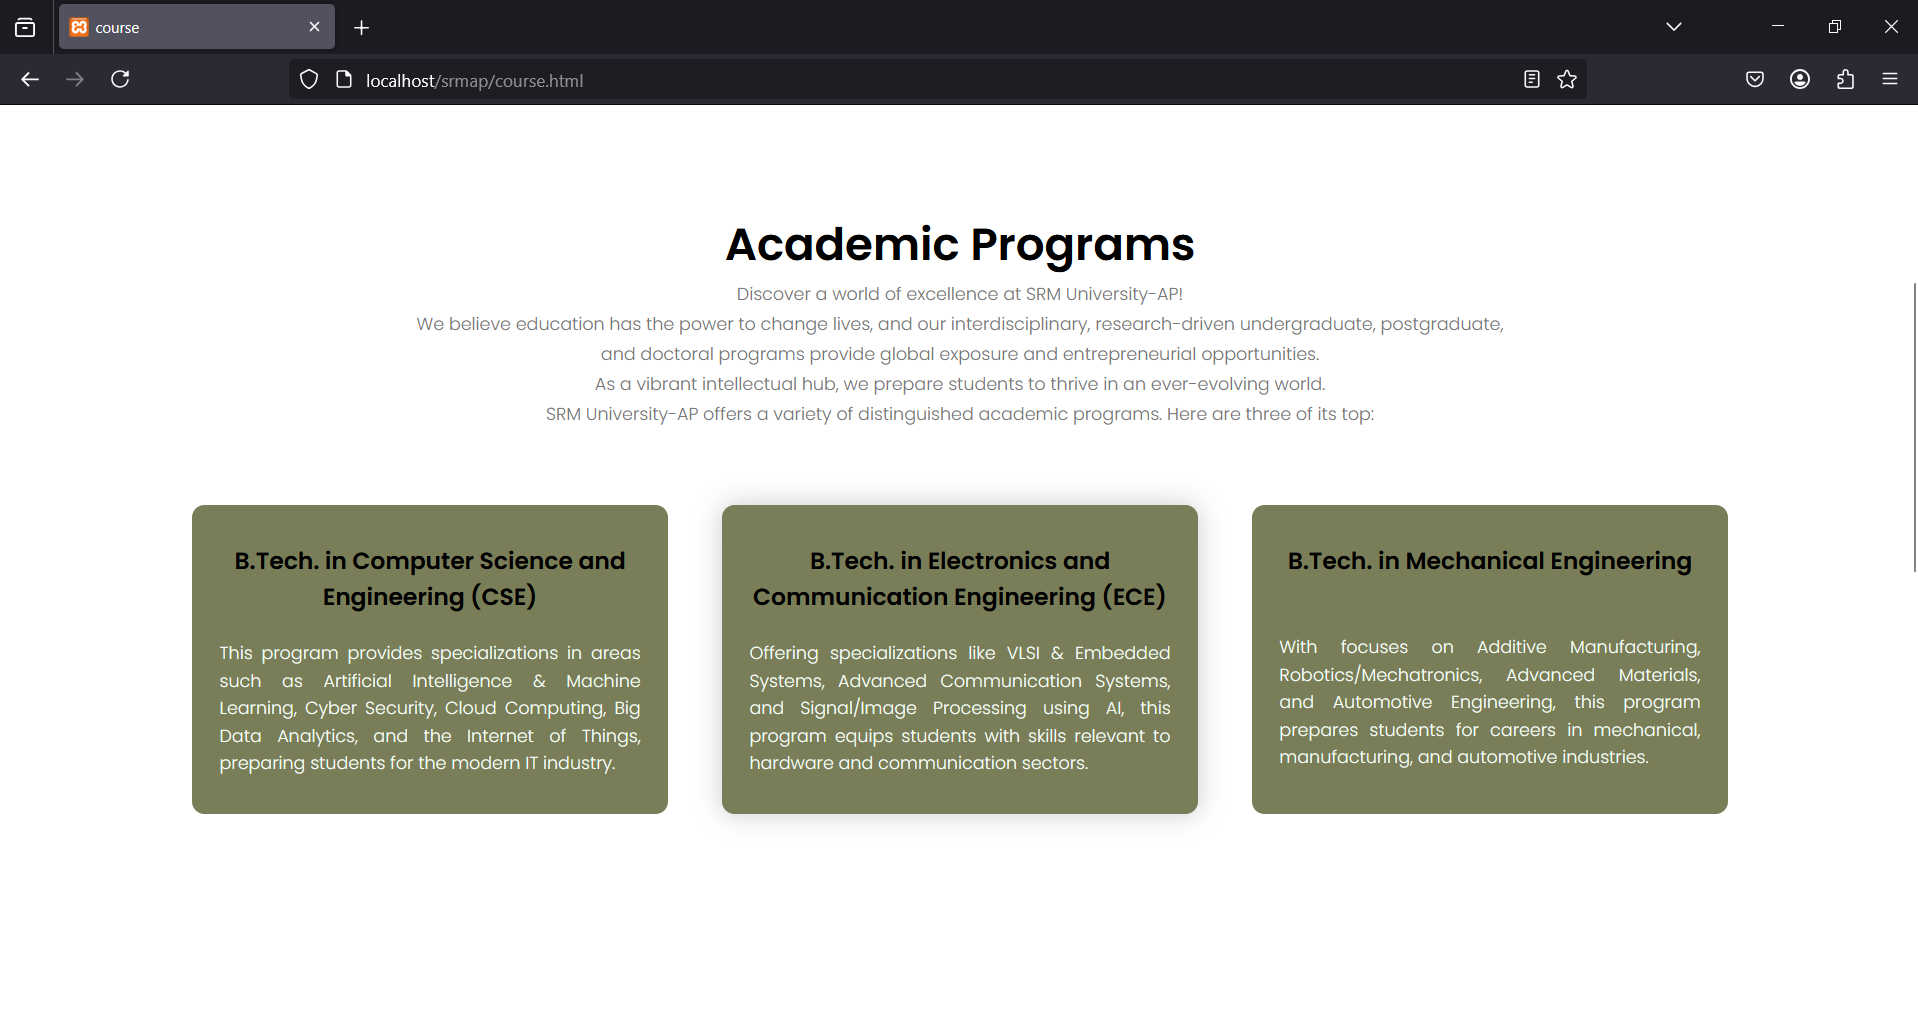 course
localhost/srmap/course.html
Academic Programs
Discover a world of excellence at SRM University-AP!
We believe education has the power to change lives, and our interdisciplinary, research-driven undergraduate, postgraduate,
and doctoral programs provide global exposure and entrepreneurial opportunities.
As a vibrant intellectual hub, we prepare students to thrive in an ever-evolving world.
SRM University-AP offers a variety of distinguished academic programs. Here are three of its top:
B.Tech. in Computer Science and
Engineering (CSE)
This program provides specializations in areas
such as Artificial Intelligence & Machine
Learning, Cyber Security, Cloud Computing, Big
Data Analytics, and the Internet of Things,
preparing students for the modern IT industry.
B.Tech. in Electronics and
Communication Engineering (ECE)
Offering specializations like VLSI & Embedded
Systems, Advanced Communication Systems,
and Signal/Image Processing using AI, this
program equips students with skills relevant to
hardware and communication sectors.
B.Tech. in Mechanical Engineering
With focuses on Additive Manufacturing,
Robotics/Mechatronics, Advanced Materials,
and Automotive Engineering, this program
prepares students for careers in mechanical,
manufacturing, and automotive industries.